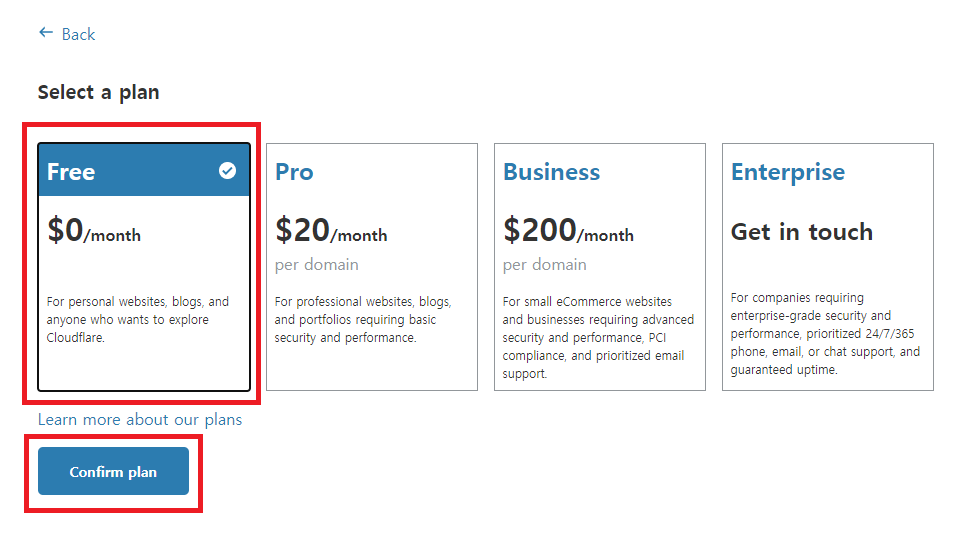 Back
Select a plan
Free
$0/month
For personal websites, blogs, and
anyone who wants to explore
Cloudflare.
Pro
$20/month
per domain
For professional websites, blogs,
and portfolios requiring basic
security and performance.
Business
$200/month
per domain
For small eCommerce websites
and businesses requiring advanced
security and performance, PCI
compliance, and prioritized email
support.
Enterprise
Get in touch
For companies requiring
enterprise-grade security and
performance, prioritized 24/7/365
phone, email, or chat support, and
guaranteed uptime.
Learn more about our plans
Confirm plan